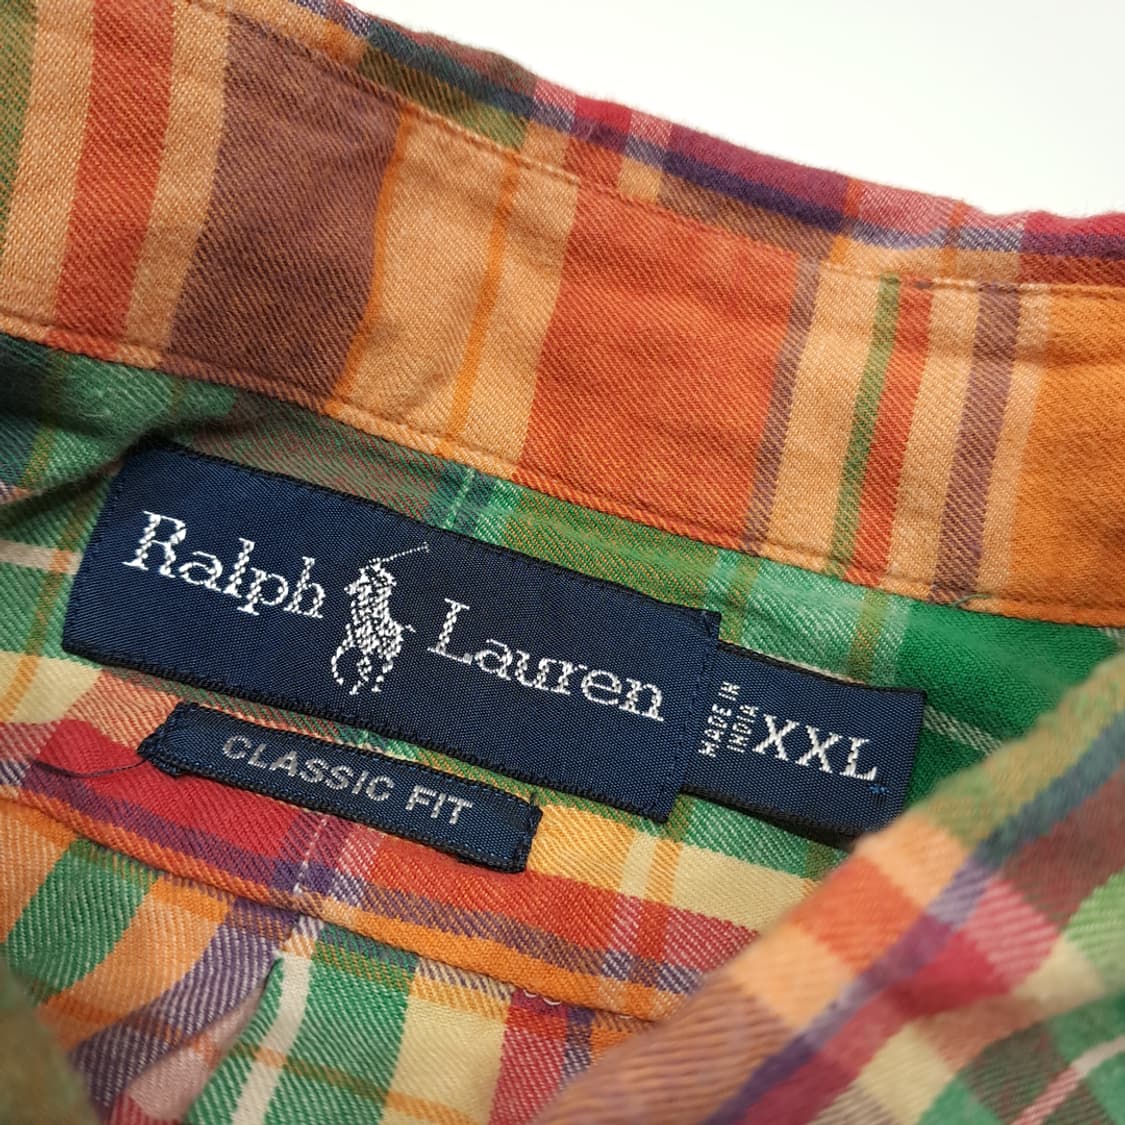 Ralph Lauren
MADE IN
INDIA
XXL
CLASSIC FIT